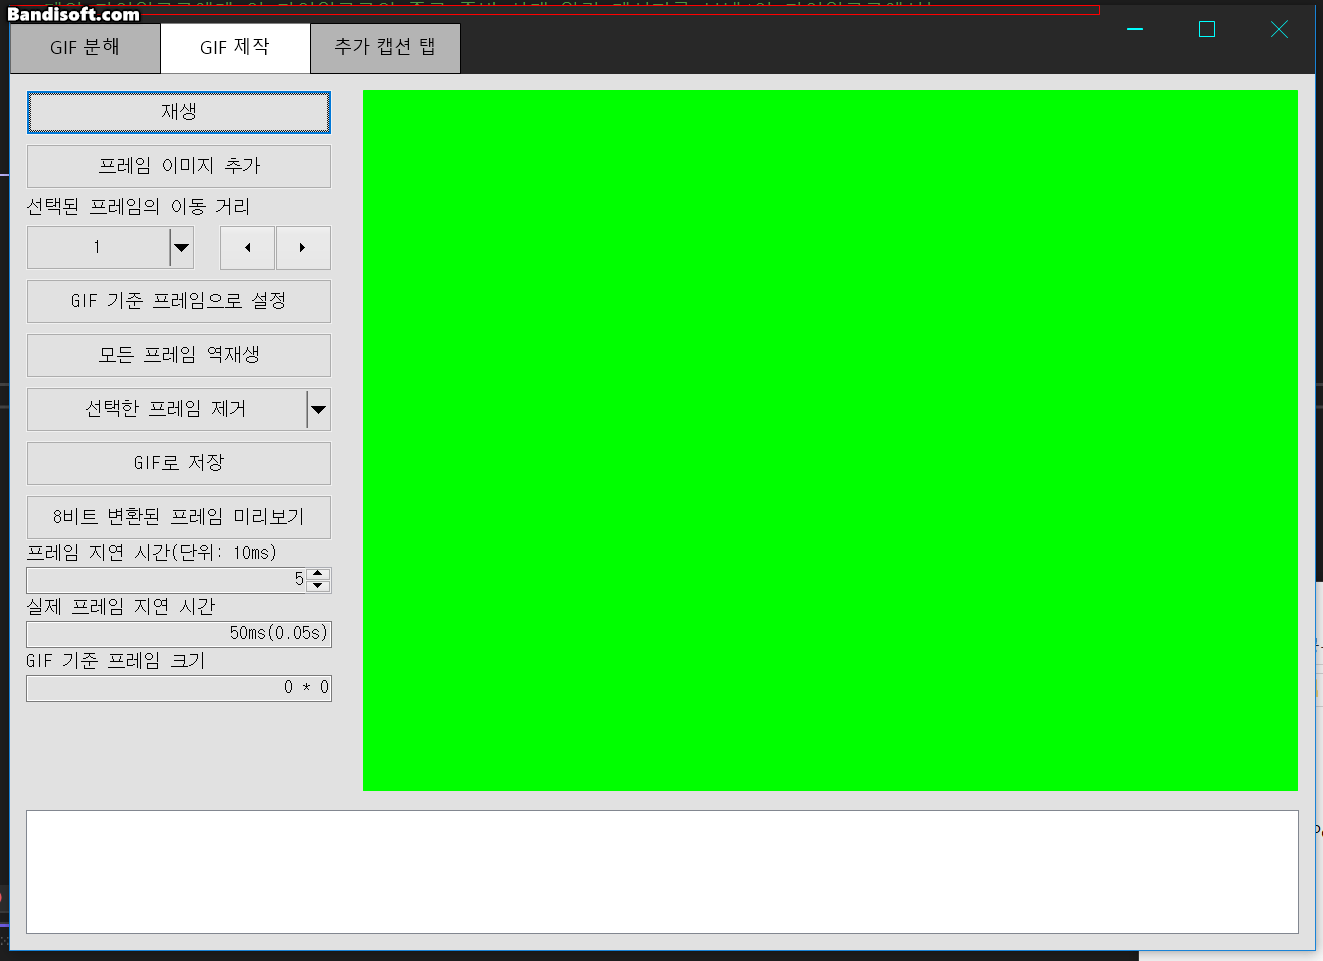 Bandisoft.com
GIF 분해
GIF 제작
추가 캡션 탭
재생
프레임 이미지 추가
선택된 프레임의 이동 거리
1
GIF 기준 프레임으로 설정
모든 프레임 역재생
선택한 프레임 제거
GIF로 저장
8비트 변환된 프레임 미리보기
프레임 지연 시간(단위: 10ms)
5
실제 프레임 지연 시간
50ms(0.05s)
GIF 기준 프레임 크기
0 * 0